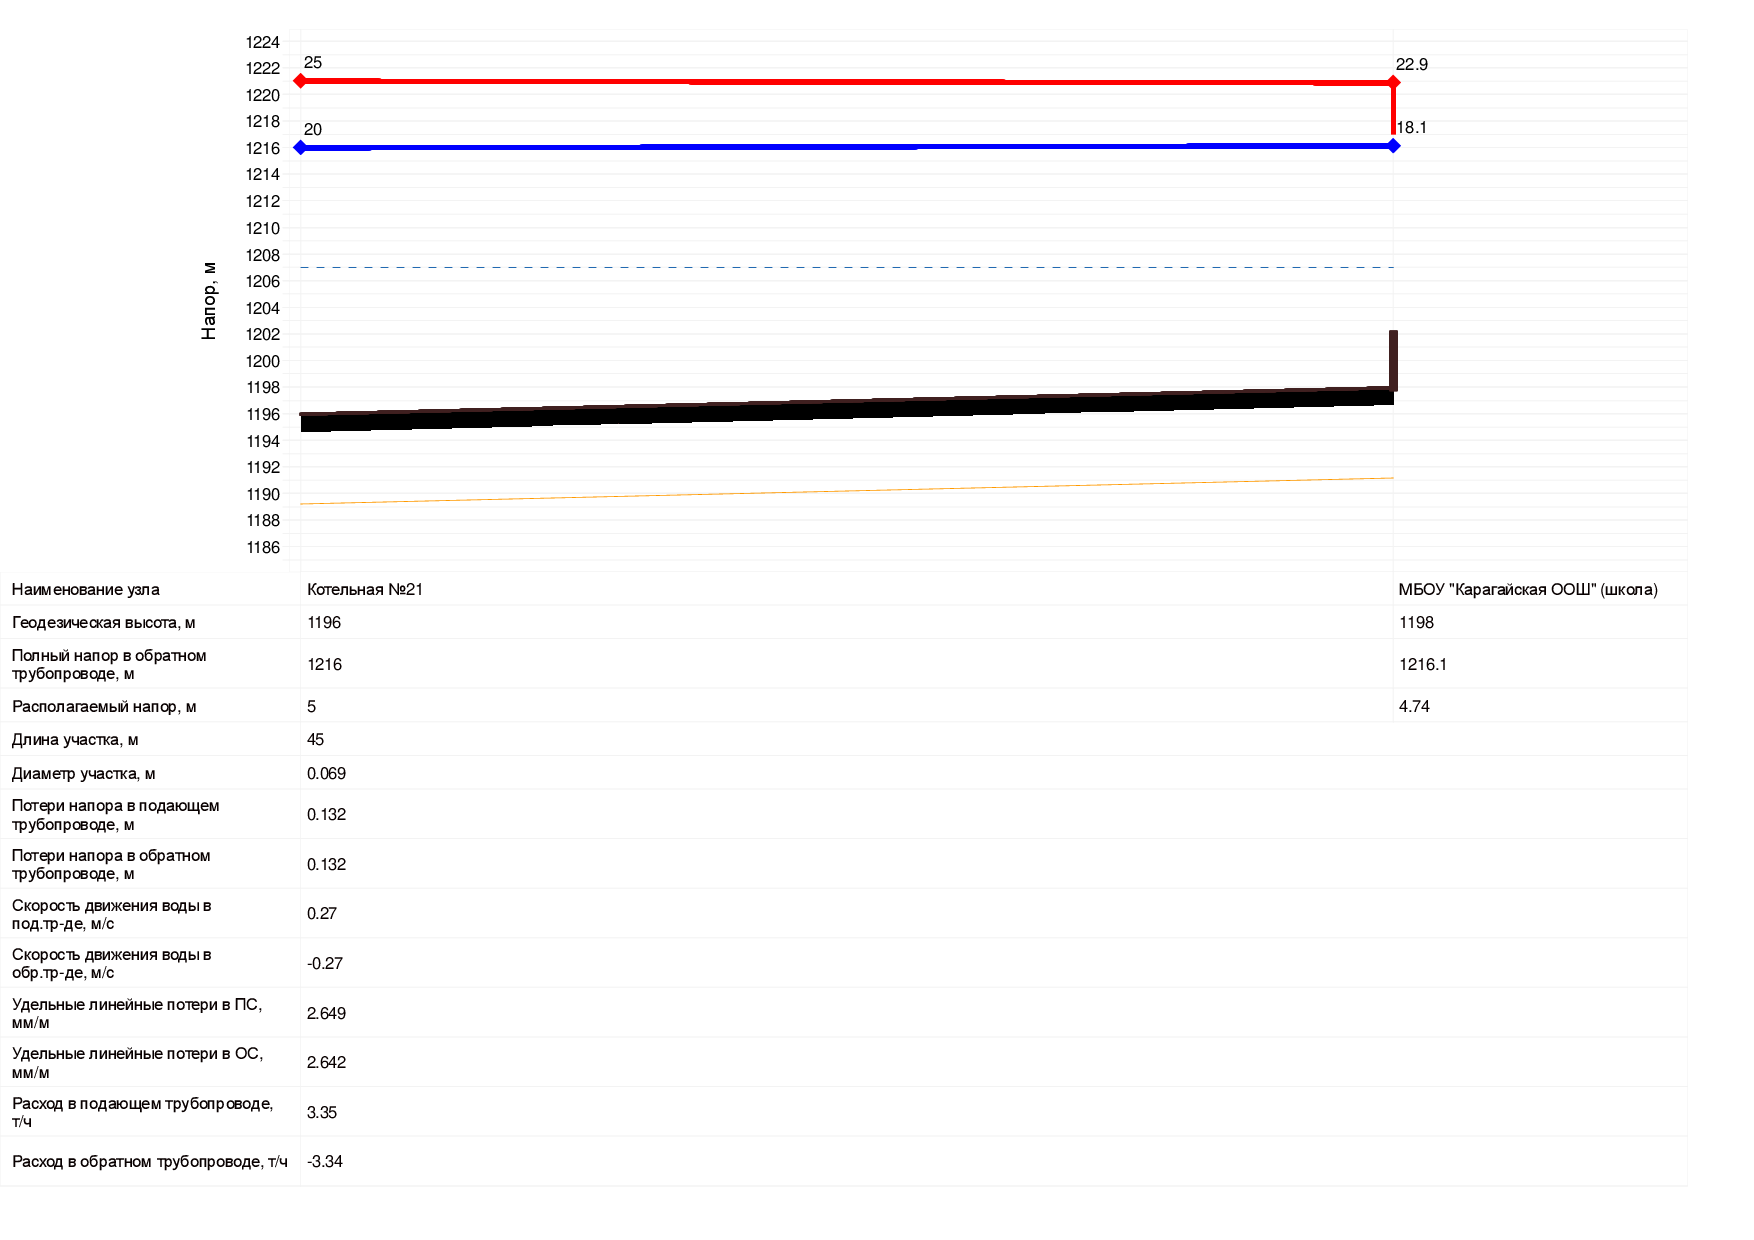 1224
25
22.9
1222
1220
1218
20
18.1
1216
1214
1212
1210
1208
1206
1204
1202
1200
1198
1196
1194
1192
1190
1188
1186
Напор, м
Наименование узла Котельная №21 МБОУ "Карагайская ООШ" (школа)
Геодезическая высота, м 1196 1198
Полный напор в обратном
трубопроводе, м 1216 1216.1
Располагаемый напор, м 5 4.74
Длина участка, м 45
Диаметр участка, м 0.069
Потери напора в подающем
трубопроводе, м 0.132
Потери напора в обратном
трубопроводе, м 0.132
Скорость движения воды в
под.тр-де, м/с 0.27
Скорость движения воды в
обр.тр-де, м/с -0.27
Удельные линейные потери в ПС,
мм/м 2.649
Удельные линейные потери в ОС,
мм/м 2.642
Расход в подающем трубопроводе,
т/ч 3.35
Расход в обратном трубопроводе, т/ч -3.34